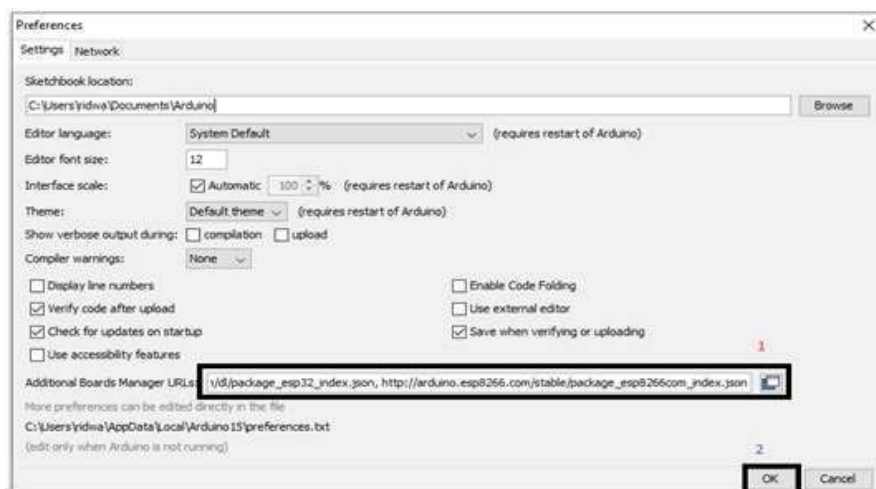 Preferences
Settings Network
Sketchbook location:
C:\Users\ridwa\Documents\Arduino Browse
Editor language: System Default (requires restart of Arduino)
Editor font size: 12
Interface scale: Automatic 100 % (requires restart of Arduino)
Theme: Default theme (requires restart of Arduino)
Show verbose output during: compilation upload
Compiler warnings: None
Display line numbers Enable Code Folding
Verify code after upload Use external editor
Check for updates on startup Save when verifying or uploading
1
Use accessibility features
Additional Boards Manager URLs: /dl/package_esp32_index.json, http://arduino.esp8266.com/stable/package_esp8266com_index.json
More preferences can be edited directly in the file
C:\Users\ridwa\AppData\Local\Arduino15\preferences.txt
(edit only when Arduino is not running)
2
OK Cancel